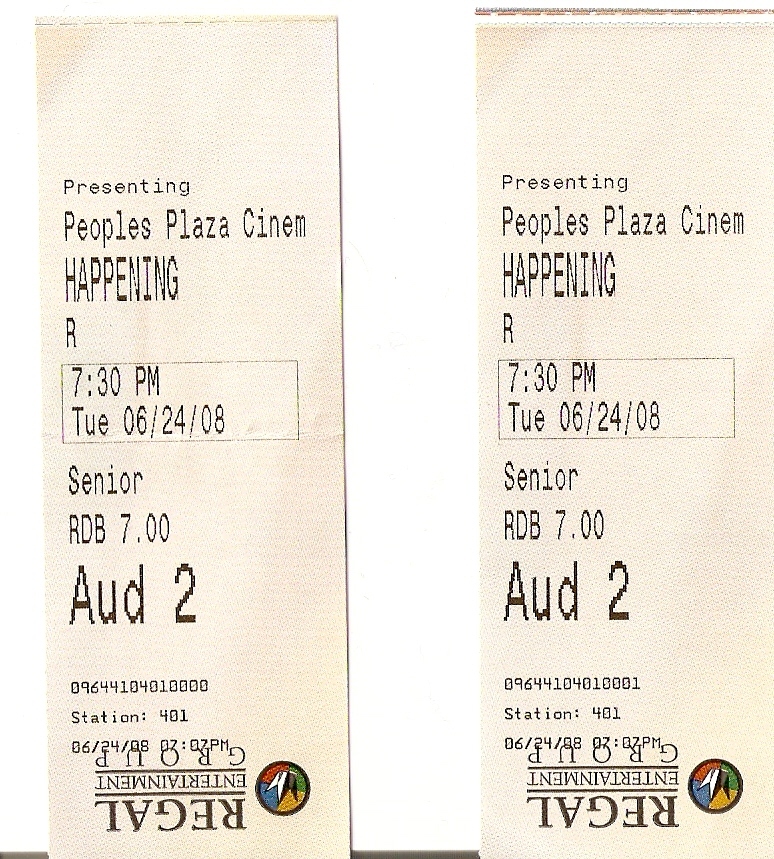 Presenting
Peoples Plaza Cinem
HAPPENING
R
7:30 PM
Tue 06/24/08
Senior
RDB 7.00
Aud 2
09644104010000
Station: 401
06/24/08 07:07PM
REGAL
ENTERTAINMENT
GROUP
Presenting
Peoples Plaza Cinem
HAPPENING
R
7:30 PM
Tue 06/24/08
Senior
RDB 7.00
Aud 2
09644104010001
Station: 401
06/24/08 07:07PM
REGAL
ENTERTAINMENT
GROUP